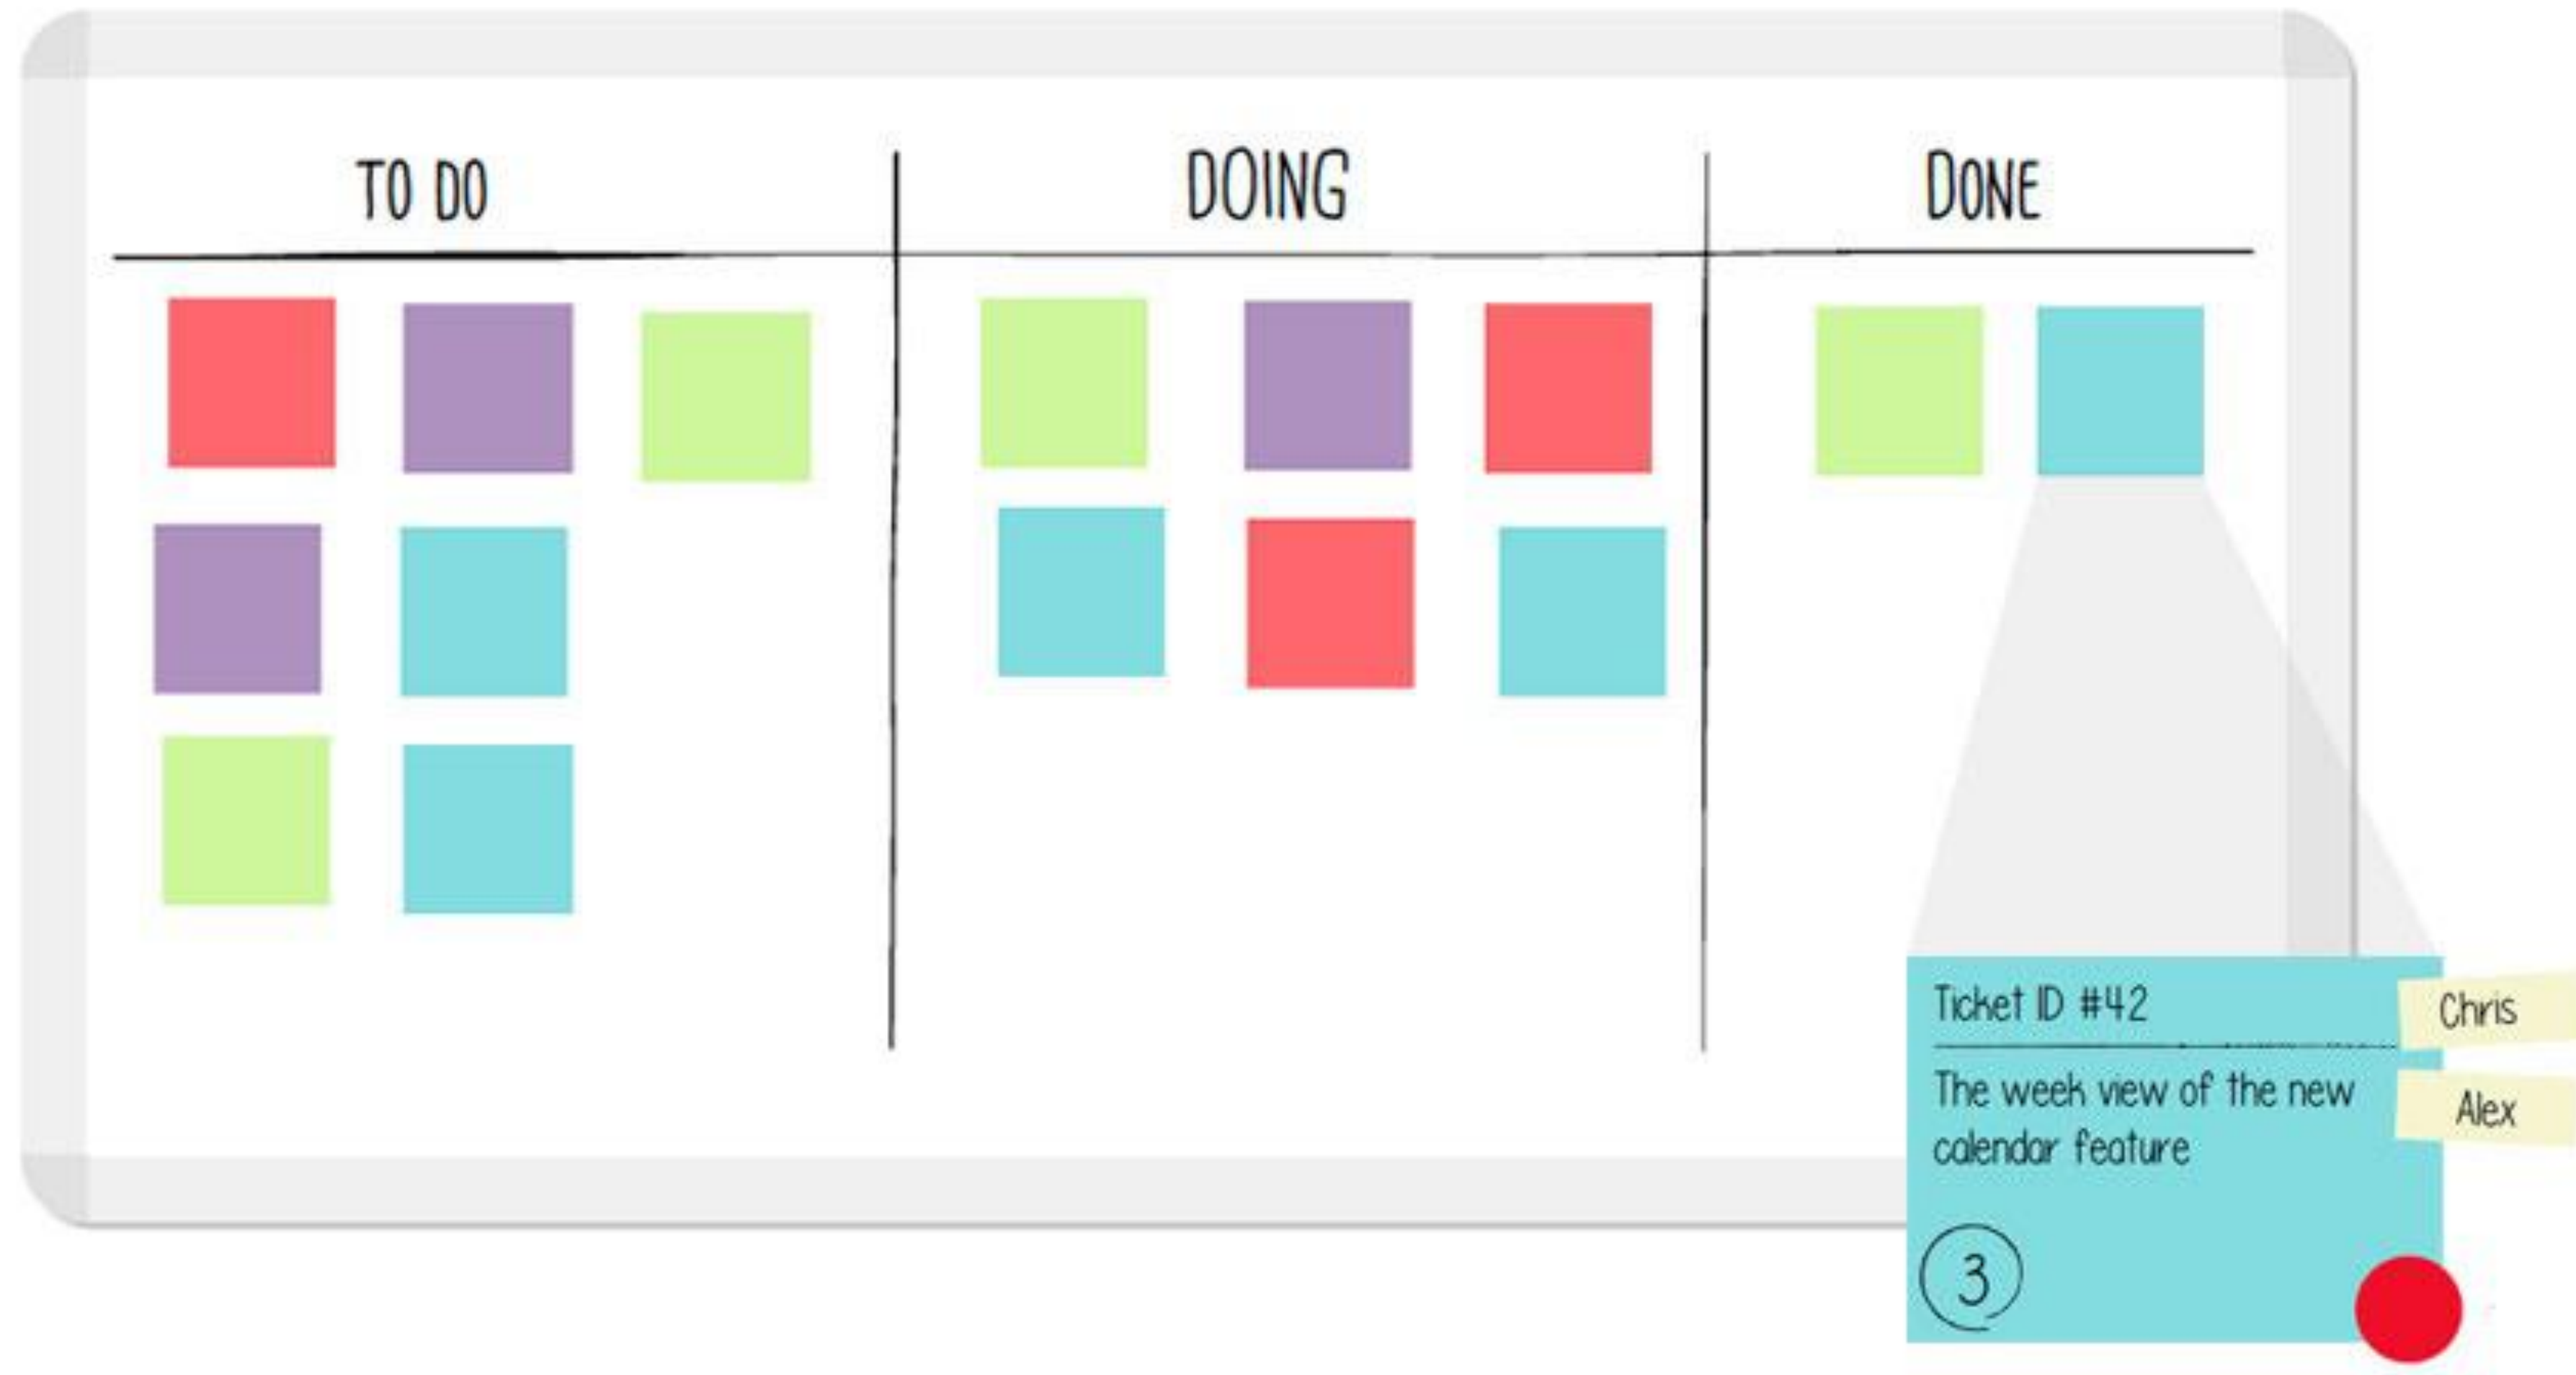 TO DO
DOING
DONE
Ticket ID #42
Chris
The week view of the new
calendar feature
Alex
3